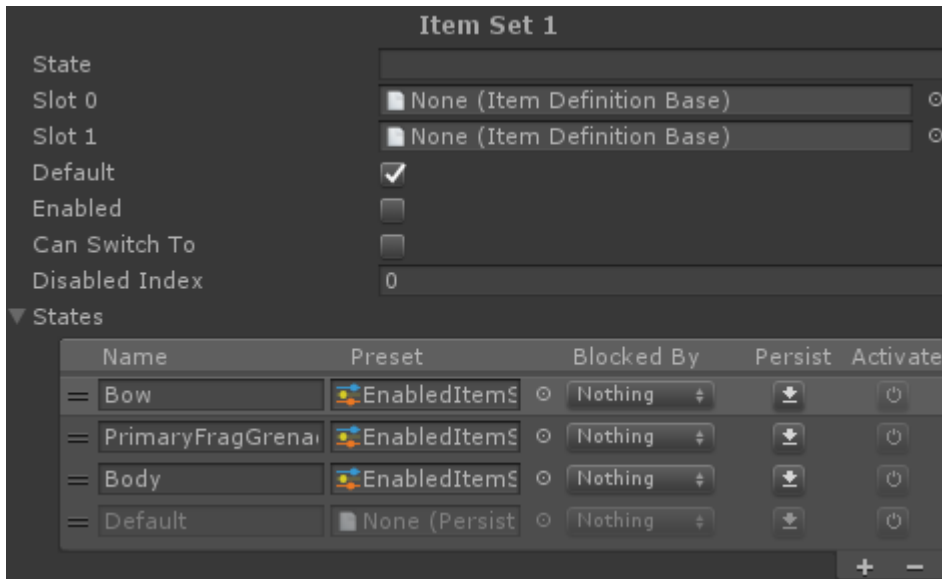 Item Set 1
State
Slot 0 None (Item Definition Base)
Slot 1 None (Item Definition Base)
Default
Enabled
Can Switch To
Disabled Index 0
States
Name Preset Blocked By Persist Activate
Bow EnabledItemS Nothing
PrimaryFragGrena EnabledItemS Nothing
Body EnabledItemS Nothing
Default None (Persist Nothing